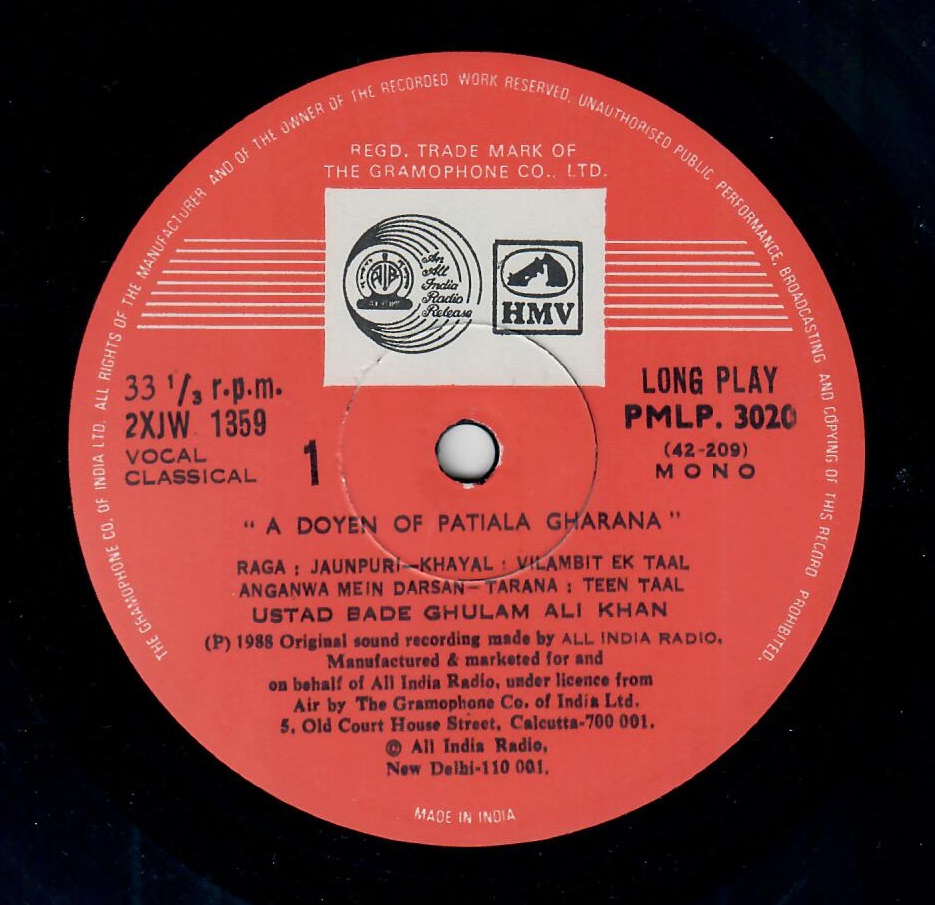 THE GRAMOPHONE CO. OF INDIA LTD. ALL RIGHTS OF THE MANUFACTURER AND OF THE OWNER OF THE RECORDED WORK RESERVED. UNAUTHORISED PUBLIC PERFORMANCE, BROADCASTING AND COPYING OF THIS RECORD PROHIBITED.
REGD. TRADE MARK OF
THE GRAMOPHONE CO., LTD.
AIR
An
All
India
Radio
Release
HMV
33 1/3 r.p.m.
2XJW 1359
VOCAL
CLASSICAL
1
LONG PLAY
PMLP. 3020
(42-209)
MONO
" A DOYEN OF PATIALA GHARANA "
RAGA : JAUNPURI—KHAYAL : VILAMBIT EK TAAL
ANGANWA MEIN DARSAN—TARANA : TEEN TAAL
USTAD BADE GHULAM ALI KHAN
(P) 1988 Original sound recording made by ALL INDIA RADIO.
Manufactured & marketed for and
on behalf of All India Radio, under licence from
Air by The Gramophone Co. of India Ltd.
5, Old Court House Street, Calcutta-700 001.
© All India Radio,
New Delhi-110 001.
MADE IN INDIA